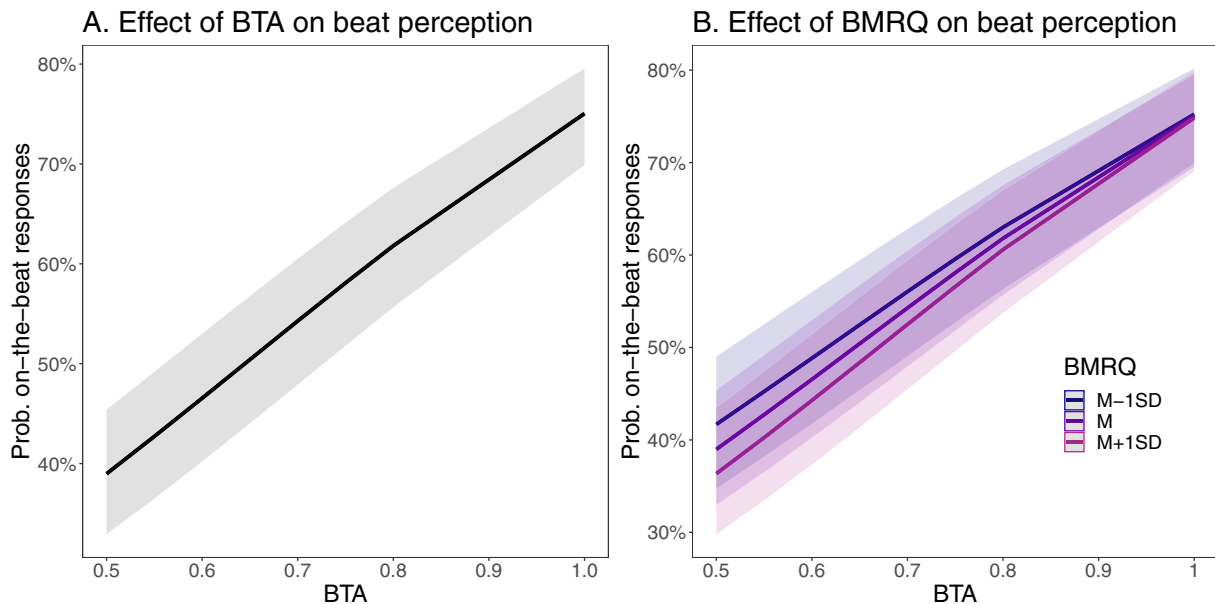 A. Effect of BTA on beat perception
Prob. on−the−beat responses
80%
70%
60%
50%
40%
0.5 0.6 0.7 0.8 0.9 1.0
BTA
B. Effect of BMRQ on beat perception
Prob. on−the−beat responses
80%
70%
60%
50%
40%
30%
BMRQ
M−1SD
M
M+1SD
0.5 0.6 0.7 0.8 0.9 1
BTA